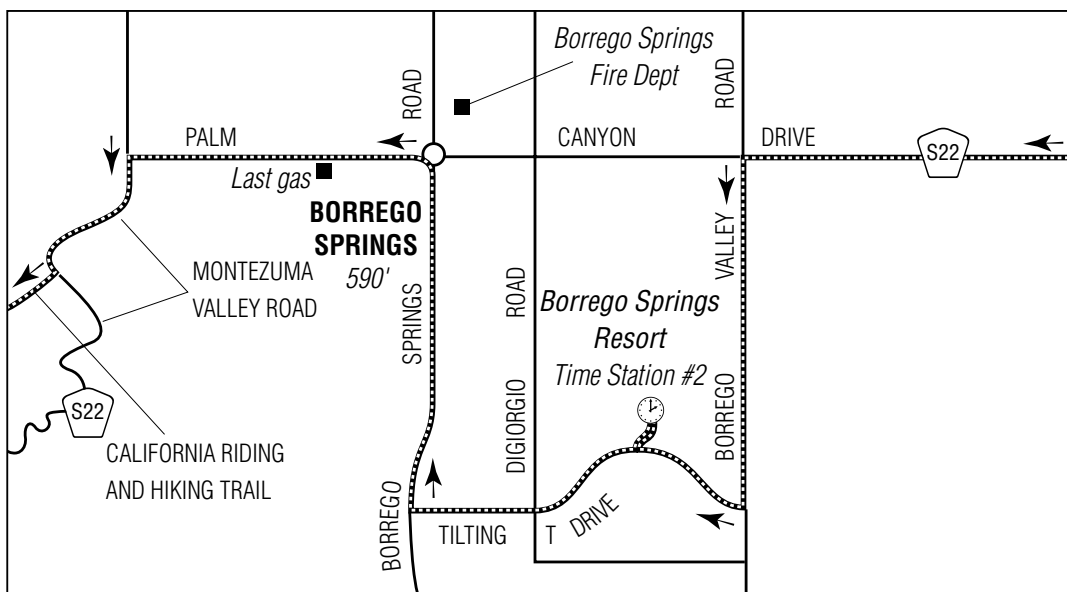 Borrego Springs
Fire Dept
ROAD
ROAD
PALM
CANYON
DRIVE
S22
Last gas
BORREGO
SPRINGS
590'
VALLEY
MONTEZUMA
VALLEY ROAD
SPRINGS
ROAD
Borrego Springs
Resort
Time Station #2
BORREGO
DIGIORGIO
S22
CALIFORNIA RIDING
AND HIKING TRAIL
BORREGO
TILTING
T
DRIVE